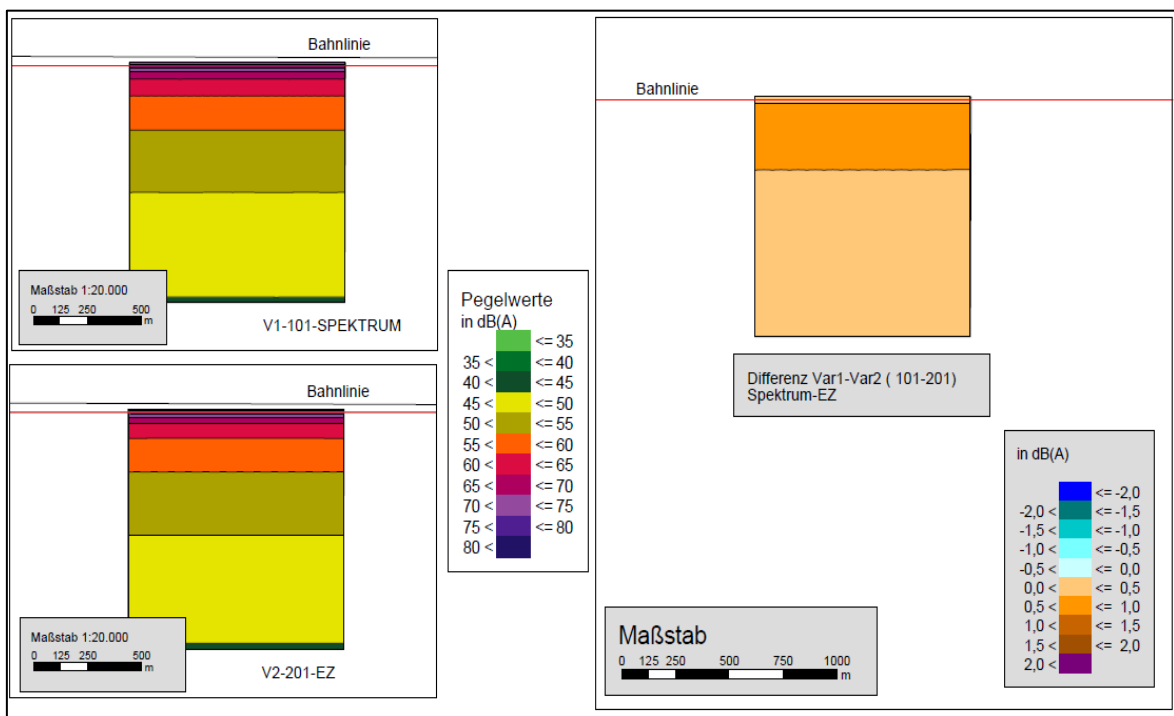 Bahnlinie
Maßstab 1:20.000
0 125 250 500
m
V1-101-SPEKTRUM
Bahnlinie
Maßstab 1:20.000
0 125 250 500
m
V2-201-EZ
Pegelwerte
in dB(A)
<= 35
35 < <= 40
40 < <= 45
45 < <= 50
50 < <= 55
55 < <= 60
60 < <= 65
65 < <= 70
70 < <= 75
75 < <= 80
80 <
Bahnlinie
Differenz Var1-Var2 ( 101-201)
Spektrum-EZ
in dB(A)
<= -2,0
-2,0 < <= -1,5
-1,5 < <= -1,0
-1,0 < <= -0,5
-0,5 < <= 0,0
0,0 < <= 0,5
0,5 < <= 1,0
1,0 < <= 1,5
1,5 < <= 2,0
2,0 <
Maßstab
0 125 250 500 750 1000
m